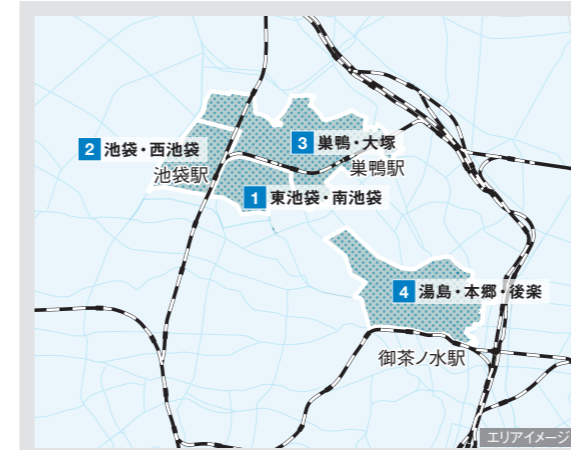 3 巣鴨・大塚
2 池袋・西池袋
巣鴨駅
池袋駅
1 東池袋・南池袋
4 湯島・本郷・後楽
御茶ノ水駅
エリアイメージ